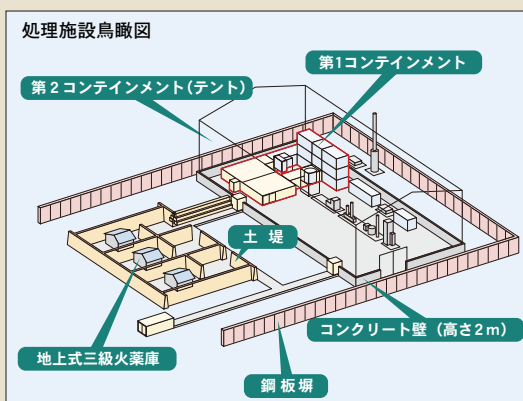 処理施設鳥瞰図
第1コンテインメント
第2コンテインメント(テント)
土堤
コンクリート壁(高さ2m)
地上式三級火薬庫
鋼板塀